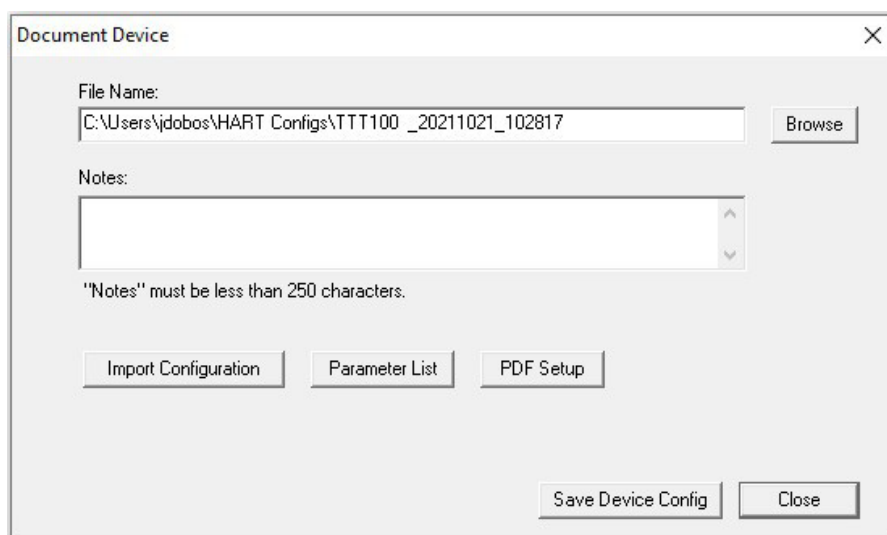 Document Device
File Name:
C:\Users\jdobos\HART Configs\TTT100 _20211021_102817
Browse
Notes:
"Notes" must be less than 250 characters.
Import Configuration
Parameter List
PDF Setup
Save Device Config
Close